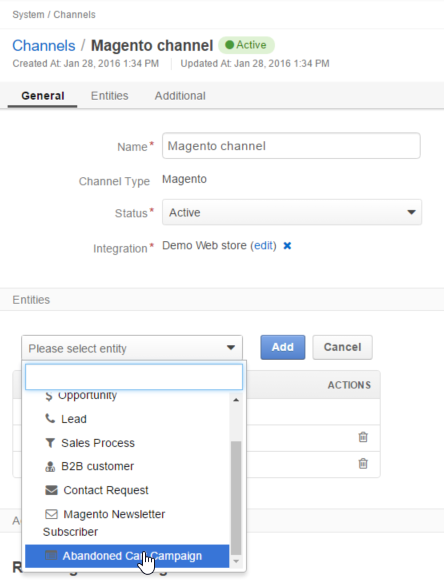 System / Channels
Channels / Magento channel Active
Created At: Jan 28, 2016 1:34 PM Updated At: Jan 28, 2016 1:34 PM
General Entities Additional
Name* Magento channel
Channel Type Magento
Status* Active
Integration* Demo Web store (edit)
Entities
Please select entity Add Cancel
ACTIONS
Opportunity
Lead
Sales Process
B2B customer
Contact Request
Magento Newsletter
Subscriber
Abandoned Cart Campaign